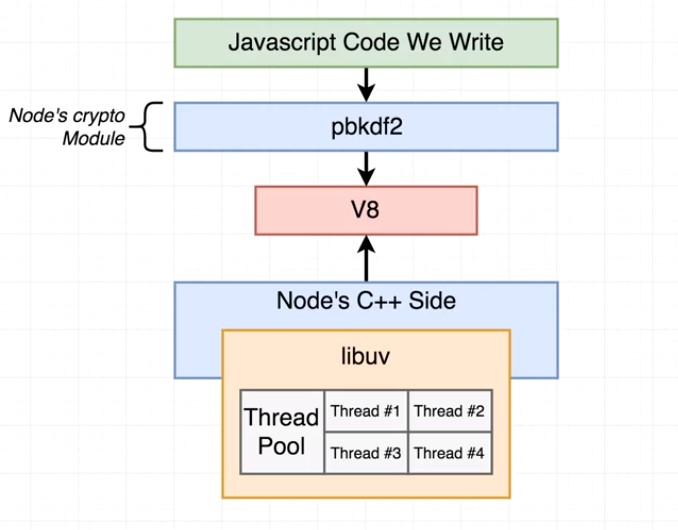 Javascript Code We Write
Node's crypto
Module
pbkdf2
V8
Node's C++ Side
libuv
Thread
Pool
Thread #1
Thread #2
Thread #3
Thread #4